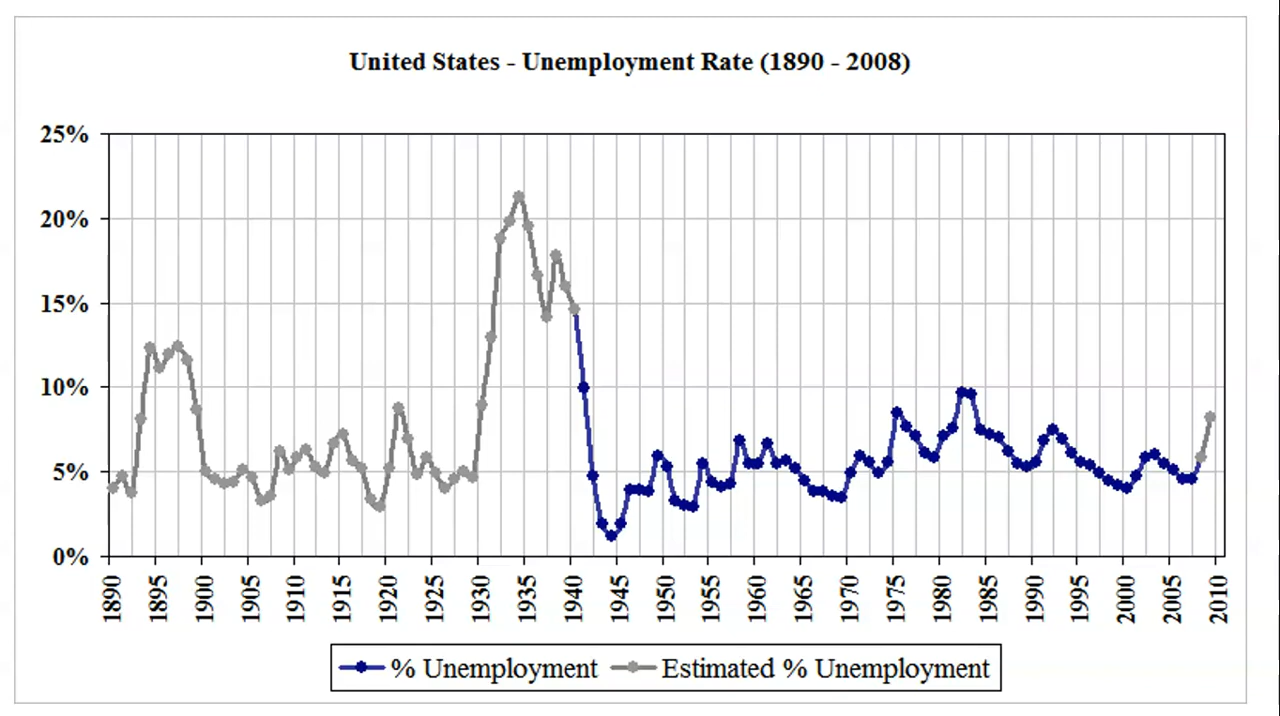 United States - Unemployment Rate (1890 - 2008)
25%
20%
15%
10%
5%
0%
1890 1895 1900 1905 1910 1915 1920 1925 1930 1935 1940 1945 1950 1955 1960 1965 1970 1975 1980 1985 1990 1995 2000 2005 2010
% Unemployment Estimated % Unemployment